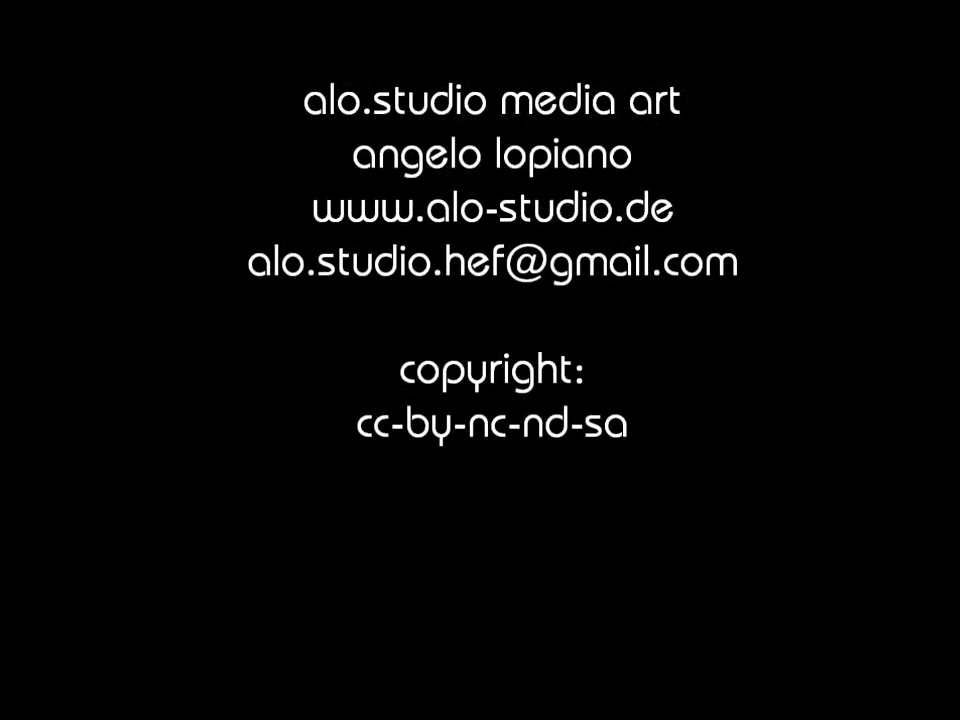 alo.studio media art
angelo lopiano
www.alo-studio.de
alo.studio.hef@gmail.com
copyright:
cc-by-nc-nd-sa